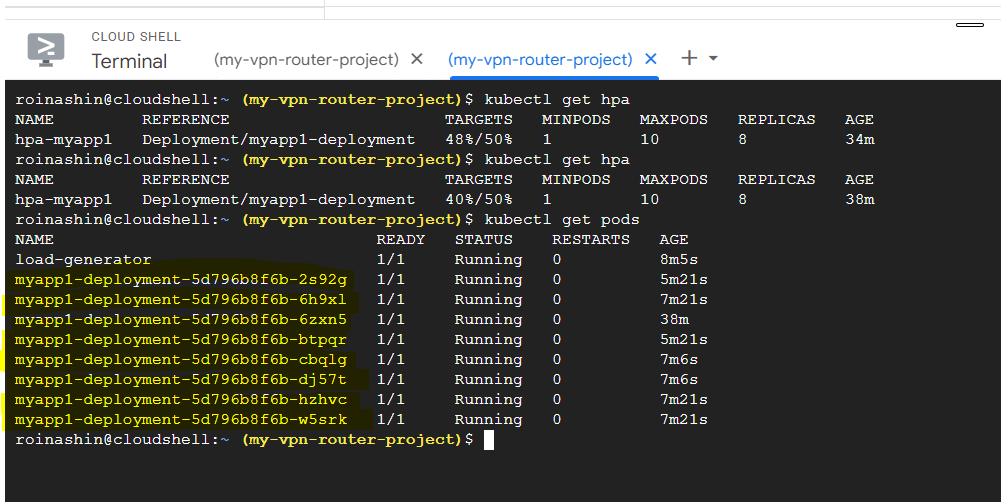 CLOUD SHELL
Terminal
(my-vpn-router-project)
(my-vpn-router-project)
roinashin@cloudshell:~ (my-vpn-router-project)$ kubectl get hpa
NAME REFERENCE TARGETS MINPODS MAXPODS REPLICAS AGE
hpa-myapp1 Deployment/myapp1-deployment 48%/50% 1 10 8 34m
roinashin@cloudshell:~ (my-vpn-router-project)$ kubectl get hpa
NAME REFERENCE TARGETS MINPODS MAXPODS REPLICAS AGE
hpa-myapp1 Deployment/myapp1-deployment 40%/50% 1 10 8 38m
roinashin@cloudshell:~ (my-vpn-router-project)$ kubectl get pods
NAME READY STATUS RESTARTS AGE
load-generator 1/1 Running 0 8m5s
myapp1-deployment-5d796b8f6b-2s92g 1/1 Running 0 5m21s
myapp1-deployment-5d796b8f6b-6h9xl 1/1 Running 0 7m21s
myapp1-deployment-5d796b8f6b-6zxn5 1/1 Running 0 38m
myapp1-deployment-5d796b8f6b-btpqr 1/1 Running 0 5m21s
myapp1-deployment-5d796b8f6b-cbqlg 1/1 Running 0 7m6s
myapp1-deployment-5d796b8f6b-dj57t 1/1 Running 0 7m6s
myapp1-deployment-5d796b8f6b-hzhvc 1/1 Running 0 7m21s
myapp1-deployment-5d796b8f6b-w5srk 1/1 Running 0 7m21s
roinashin@cloudshell:~ (my-vpn-router-project)$